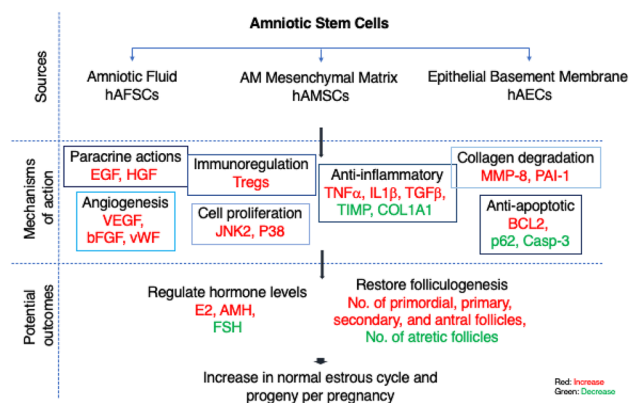 Amniotic Stem Cells
Sources
Amniotic Fluid
hAFSCs
AM Mesenchymal Matrix
hAMSCs
Epithelial Basement Membrane
hAECs
Mechanisms
of action
Paracrine actions
EGF, HGF
Immunoregulation
Tregs
Anti-inflammatory
TNFα, IL1β, TGFβ,
TIMP, COL1A1
Collagen degradation
MMP-8, PAI-1
Angiogenesis
VEGF,
bFGF, vWF
Cell proliferation
JNK2, P38
Anti-apoptotic
BCL2,
p62, Casp-3
Potential
outcomes
Regulate hormone levels
E2, AMH,
FSH
Restore folliculogenesis
No. of primordial, primary,
secondary, and antral follicles,
No. of atretic follicles
Increase in normal estrous cycle and
progeny per pregnancy
Red: Increase
Green: Decrease